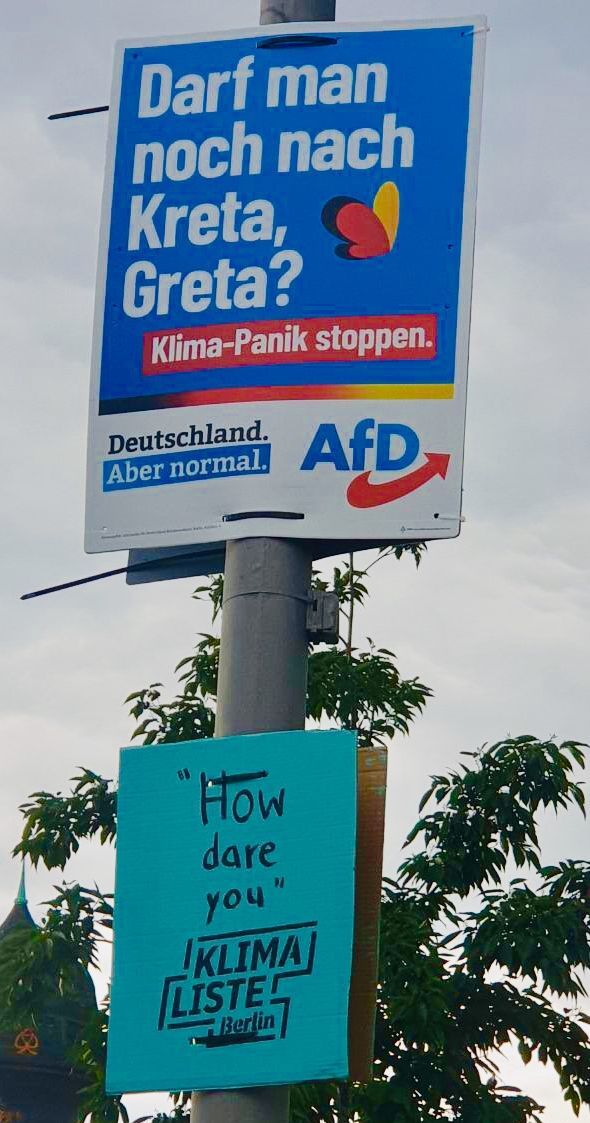 Darf man
noch nach
Kreta,
Greta?
Klima-Panik stoppen.
Deutschland.
Aber normal.
AfD
"How
dare
you"
KLIMA
LISTE
Berlin